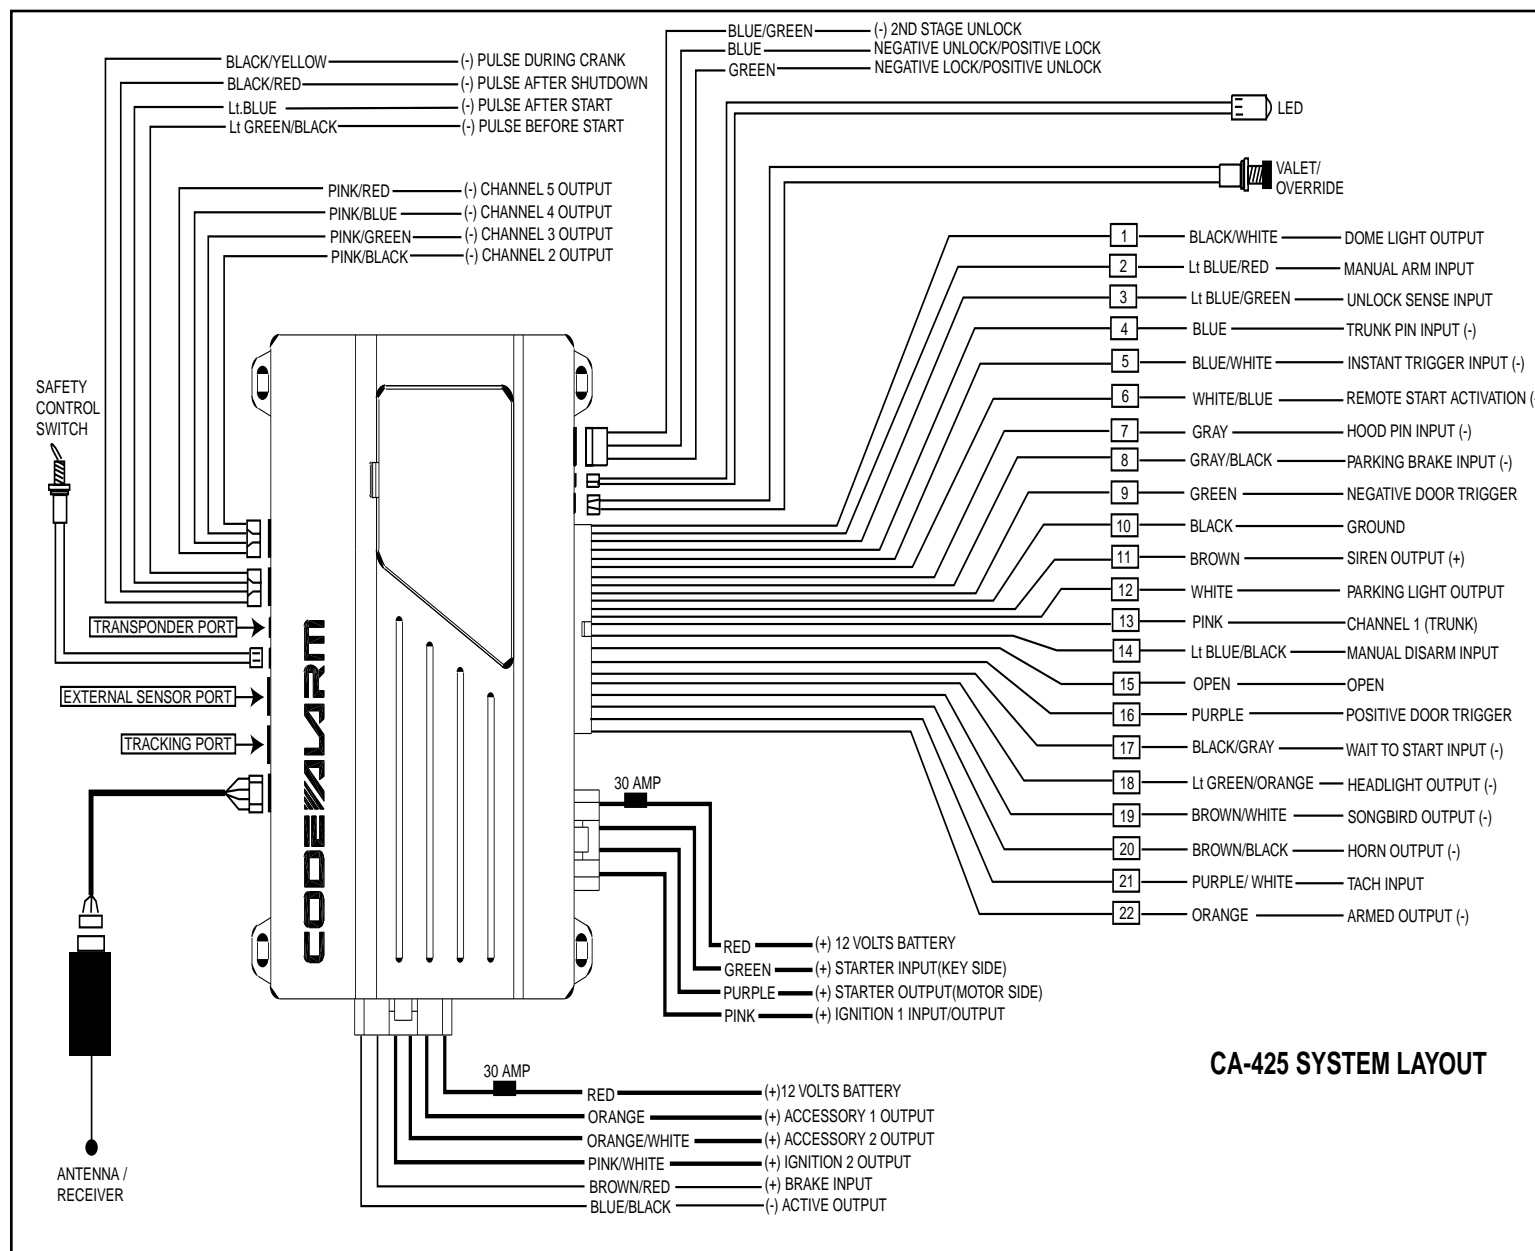 BLUE/GREEN (-) 2ND STAGE UNLOCK
BLUE NEGATIVE UNLOCK/POSITIVE LOCK
GREEN NEGATIVE LOCK/POSITIVE UNLOCK
BLACK/YELLOW (-) PULSE DURING CRANK
BLACK/RED (-) PULSE AFTER SHUTDOWN
Lt.BLUE (-) PULSE AFTER START
Lt GREEN/BLACK (-) PULSE BEFORE START
LED
VALET/
OVERRIDE
PINK/RED (-) CHANNEL 5 OUTPUT
PINK/BLUE (-) CHANNEL 4 OUTPUT
PINK/GREEN (-) CHANNEL 3 OUTPUT
PINK/BLACK (-) CHANNEL 2 OUTPUT
1 BLACK/WHITE DOME LIGHT OUTPUT
2 Lt BLUE/RED MANUAL ARM INPUT
3 Lt BLUE/GREEN UNLOCK SENSE INPUT
4 BLUE TRUNK PIN INPUT (-)
5 BLUE/WHITE INSTANT TRIGGER INPUT (-)
6 WHITE/BLUE REMOTE START ACTIVATION (-
7 GRAY HOOD PIN INPUT (-)
8 GRAY/BLACK PARKING BRAKE INPUT (-)
9 GREEN NEGATIVE DOOR TRIGGER
10 BLACK GROUND
11 BROWN SIREN OUTPUT (+)
12 WHITE PARKING LIGHT OUTPUT
13 PINK CHANNEL 1 (TRUNK)
14 Lt BLUE/BLACK MANUAL DISARM INPUT
15 OPEN OPEN
16 PURPLE POSITIVE DOOR TRIGGER
17 BLACK/GRAY WAIT TO START INPUT (-)
18 Lt GREEN/ORANGE HEADLIGHT OUTPUT (-)
19 BROWN/WHITE SONGBIRD OUTPUT (-)
20 BROWN/BLACK HORN OUTPUT (-)
21 PURPLE/ WHITE TACH INPUT
22 ORANGE ARMED OUTPUT (-)
SAFETY
CONTROL
SWITCH
TRANSPONDER PORT
EXTERNAL SENSOR PORT
TRACKING PORT
CODE ALARM
30 AMP
RED (+) 12 VOLTS BATTERY
GREEN (+) STARTER INPUT(KEY SIDE)
PURPLE (+) STARTER OUTPUT(MOTOR SIDE)
PINK (+) IGNITION 1 INPUT/OUTPUT
CA-425 SYSTEM LAYOUT
30 AMP
RED (+)12 VOLTS BATTERY
ORANGE (+) ACCESSORY 1 OUTPUT
ORANGE/WHITE (+) ACCESSORY 2 OUTPUT
PINK/WHITE (+) IGNITION 2 OUTPUT
BROWN/RED (+) BRAKE INPUT
BLUE/BLACK (-) ACTIVE OUTPUT
ANTENNA /
RECEIVER